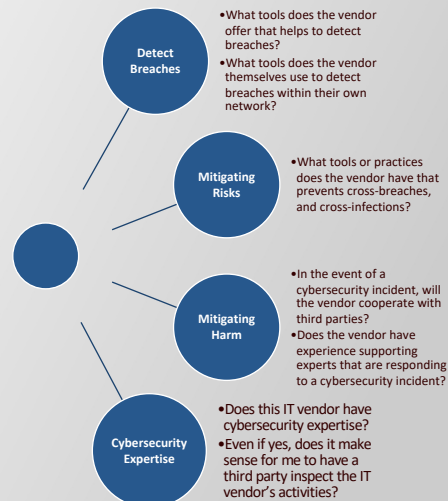 Detect
Breaches
•What tools does the vendor
offer that helps to detect
breaches?
•What tools does the vendor
themselves use to detect
breaches within their own
network?
Mitigating
Risks
•What tools or practices
does the vendor have that
prevents cross-breaches,
and cross-infections?
Mitigating
Harm
•In the event of a
cybersecurity incident, will
the vendor cooperate with
third parties?
•Does the vendor have
experience supporting
experts that are responding
to a cybersecurity incident?
Cybersecurity
Expertise
•Does this IT vendor have
cybersecurity expertise?
•Even if yes, does it make
sense for me to have a
third party inspect the IT
vendor's activities?